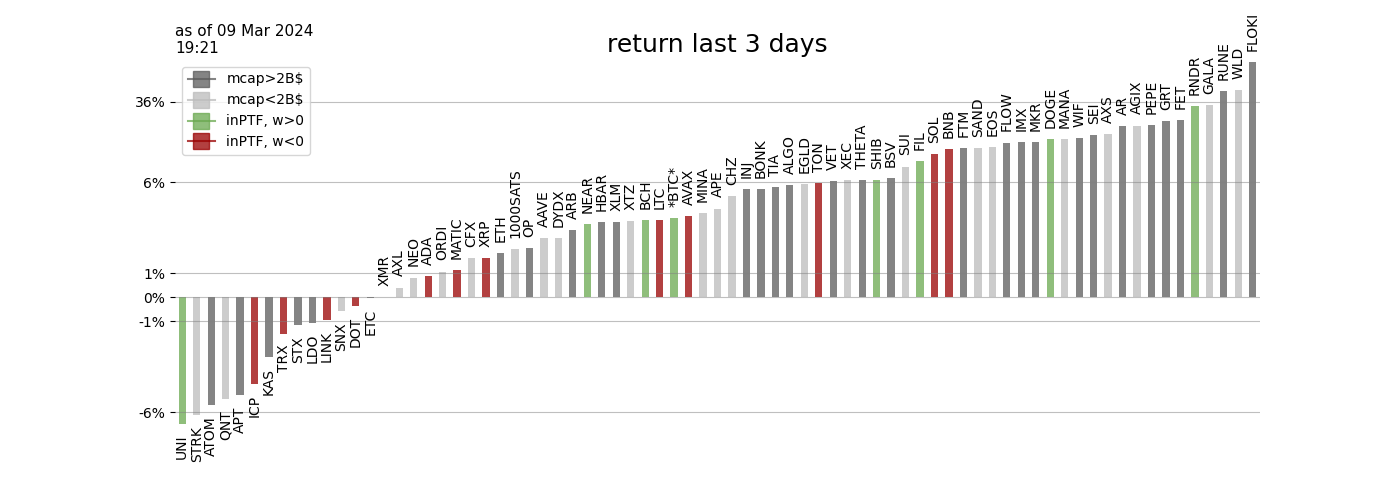 as of 09 Mar 2024
19:21
return last 3 days
mcap>2B$
mcap<2B$
inPTF, w>0
inPTF, w<0
36%
6%
1%
0%
-1%
-6%
UNI
STRK
ATOM
QNT
APT
ICP
KAS
TRX
STX
LDO
LINK
SNX
DOT
ETC
XMR
AXL
NEO
ADA
ORDI
MATIC
CFX
XRP
ETH
1000SATS
OP
AAVE
DYDX
ARB
NEAR
HBAR
XLM
XTZ
BCH
LTC
*BTC*
AVAX
MINA
APE
CHZ
INJ
BONK
TIA
ALGO
EGLD
TON
VET
XEC
THETA
SHIB
BSV
SUI
FIL
SOL
BNB
FTM
SAND
EOS
FLOW
IMX
MKR
DOGE
MANA
WIF
SEI
AXS
AR
AGIX
PEPE
GRT
FET
RNDR
GALA
RUNE
WLD
FLOKI